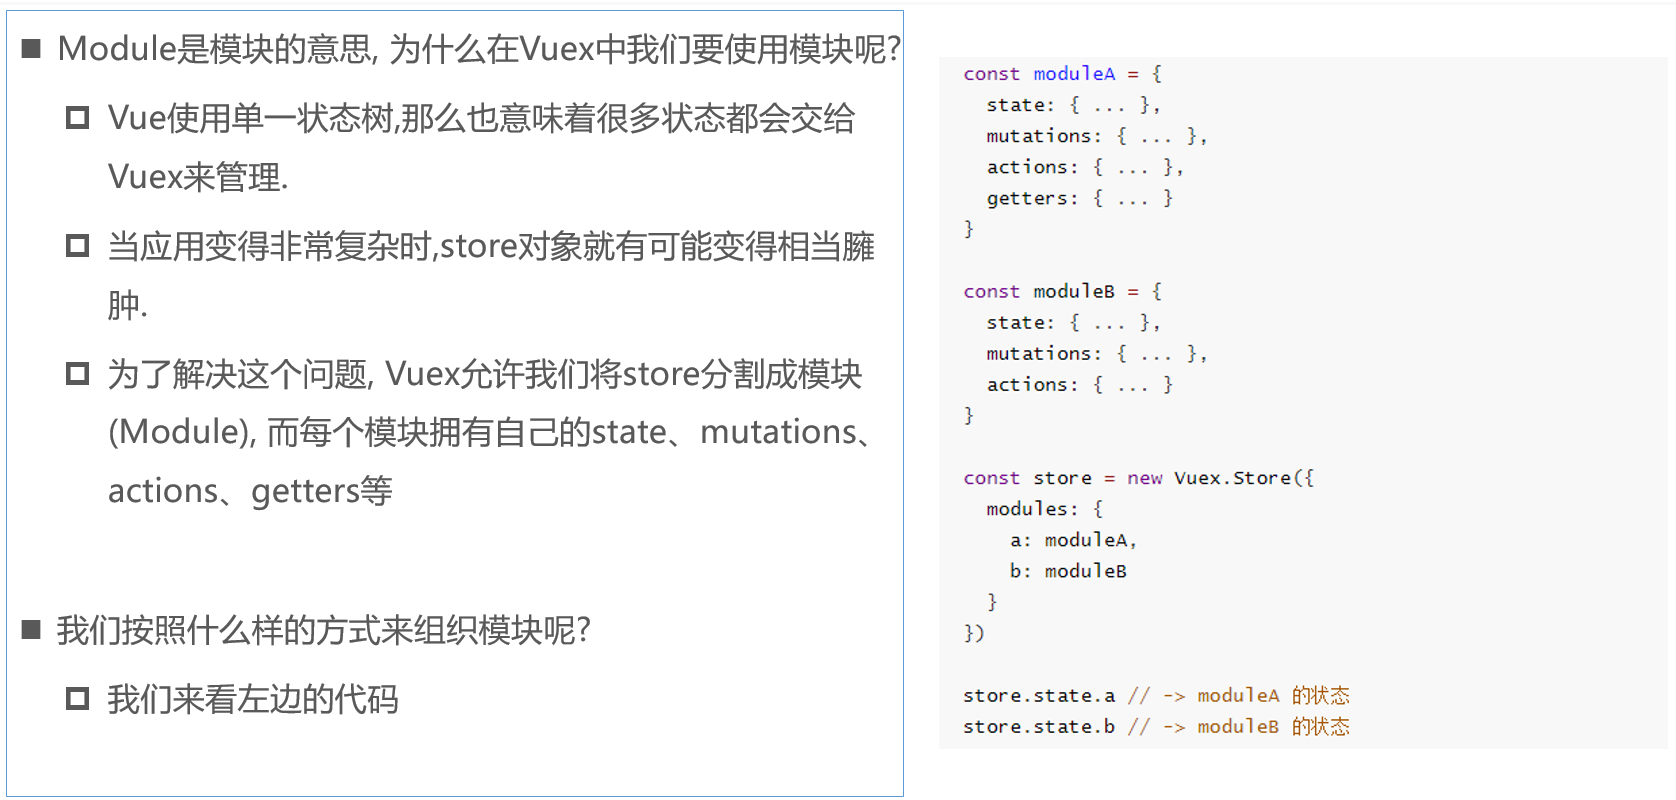 Module是模块的意思, 为什么在Vuex中我们要使用模块呢?
Vue使用单一状态树,那么也意味着很多状态都会交给
Vuex来管理.
当应用变得非常复杂时,store对象就有可能变得相当臃
肿.
为了解决这个问题, Vuex允许我们将store分割成模块
(Module), 而每个模块拥有自己的state、mutations、
actions、getters等
我们按照什么样的方式来组织模块呢?
我们来看左边的代码
const moduleA = {
  state: { ... },
  mutations: { ... },
  actions: { ... },
  getters: { ... }
}
const moduleB = {
  state: { ... },
  mutations: { ... },
  actions: { ... }
}
const store = new Vuex.Store({
  modules: {
    a: moduleA,
    b: moduleB
  }
})
store.state.a // -> moduleA 的状态
store.state.b // -> moduleB 的状态